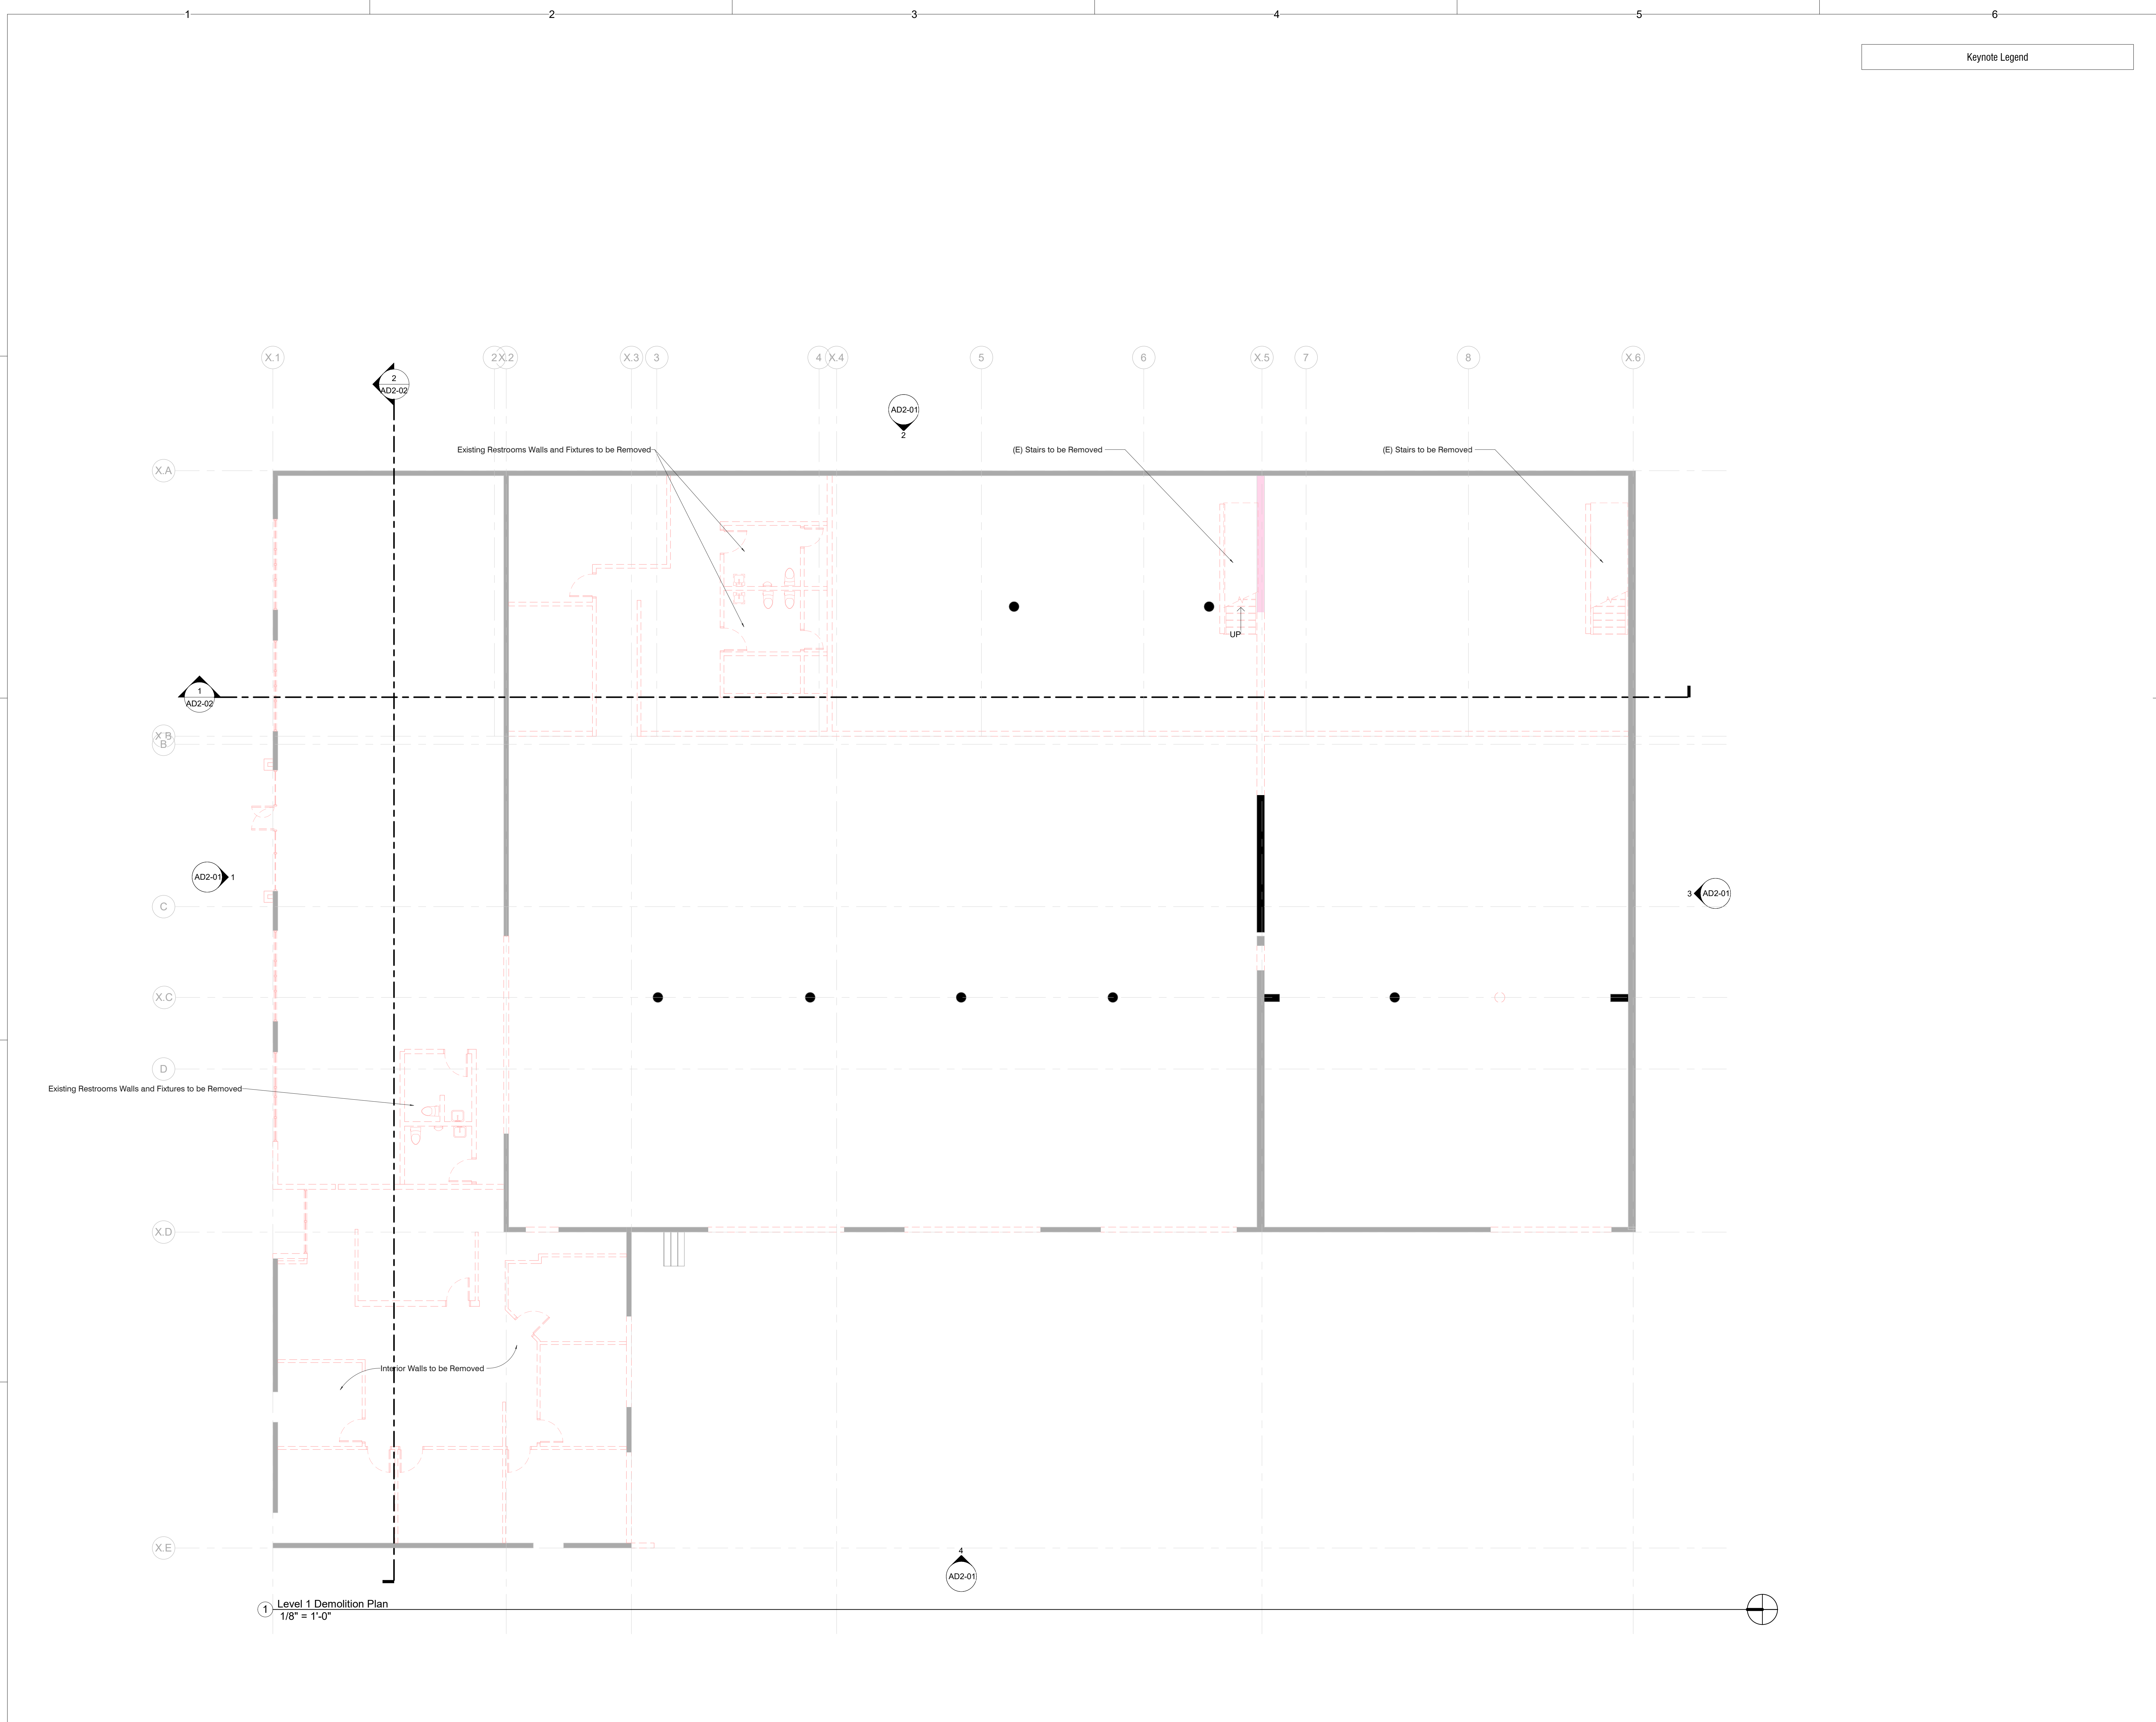 1 2 3 4 5 6
Keynote Legend
X.1 2 X.2 X.3 3 4 X.4 5 6 X.5 7 8 X.6
2
AD2-02
AD2-01
2
Existing Restrooms Walls and Fixtures to be Removed
(E) Stairs to be Removed
(E) Stairs to be Removed
X.A
UP
1
AD2-02
X.B
B
AD2-01 1
3 AD2-01
C
X.C
D
Existing Restrooms Walls and Fixtures to be Removed
X.D
Interior Walls to be Removed
X.E
4
AD2-01
1 Level 1 Demolition Plan
1/8" = 1'-0"